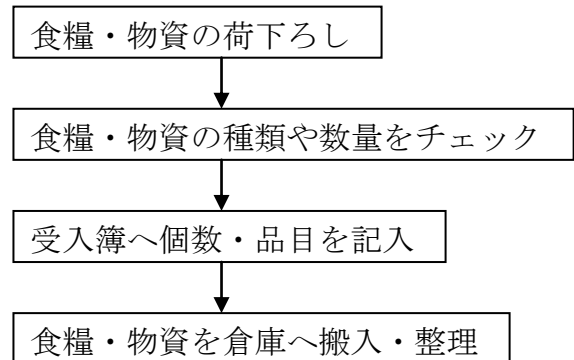 食糧・物資の荷下ろし
食糧・物資の種類や数量をチェック
受入簿へ個数・品目を記入
食糧・物資を倉庫へ搬入・整理